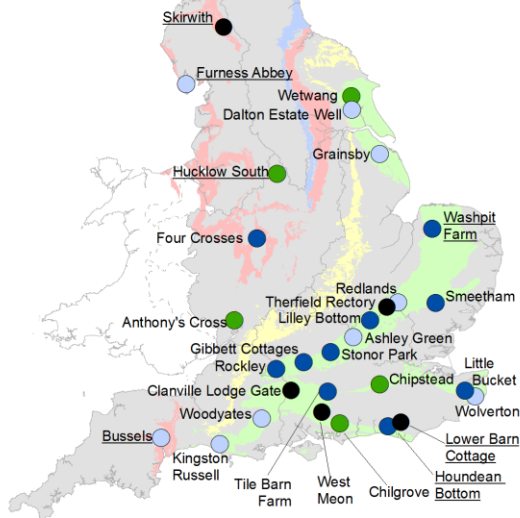 Skirwith
Furness Abbey
Wetwang
Dalton Estate Well
Grainsby
Hucklow South
Washpit
Farm
Four Crosses
Redlands
Therfield Rectory
Smeetham
Anthony's Cross
Lilley Bottom
Ashley Green
Gibbett Cottages
Stonor Park
Rockley
Little
Bucket
Chipstead
Clanville Lodge Gate
Wolverton
Woodyates
Bussels
Lower Barn
Cottage
Kingston
Russell
Tile Barn
Farm
West
Meon
Chilgrove
Houndean
Bottom